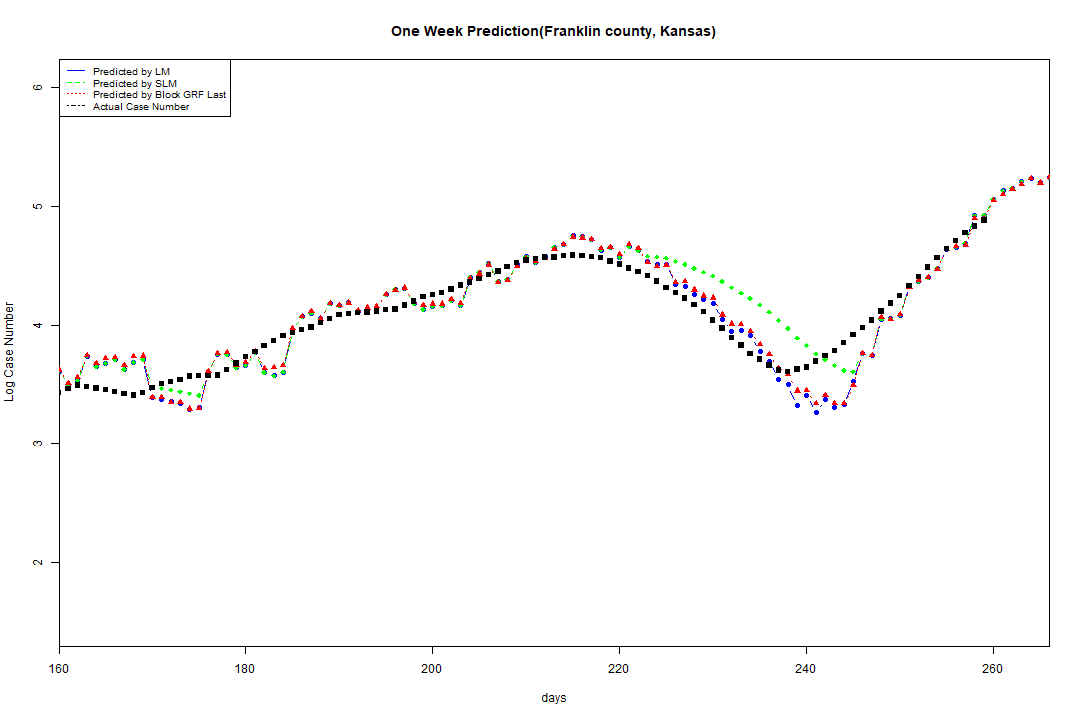 One Week Prediction(Franklin county, Kansas)
Predicted by LM
Predicted by SLM
Predicted by Block GRF Last
Actual Case Number
6
5
4
3
2
Log Case Number
160 180 200 220 240 260
days